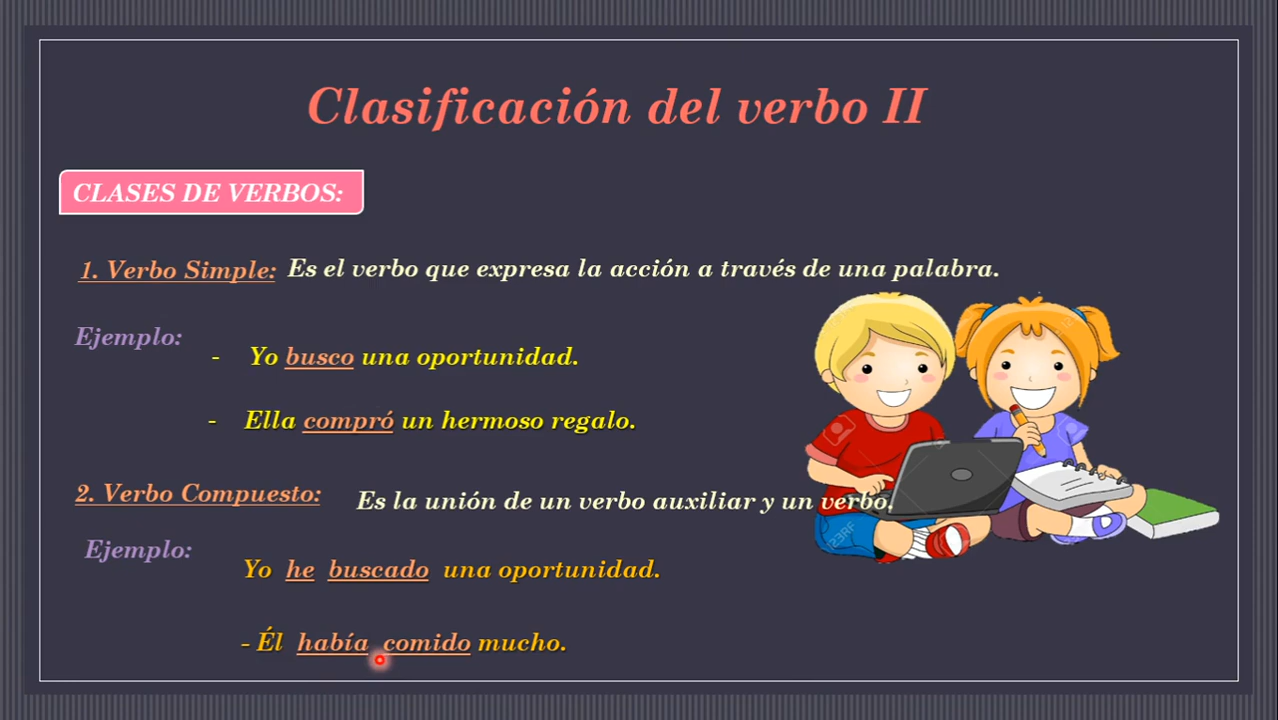 Clasificación del verbo II
CLASES DE VERBOS:
1. Verbo Simple: Es el verbo que expresa la acción a través de una palabra.
Ejemplo:
- Yo busco una oportunidad.
- Ella compró un hermoso regalo.
2. Verbo Compuesto: Es la unión de un verbo auxiliar y un verbo.
Ejemplo:
Yo he buscado una oportunidad.
- Él había comido mucho.
123RF